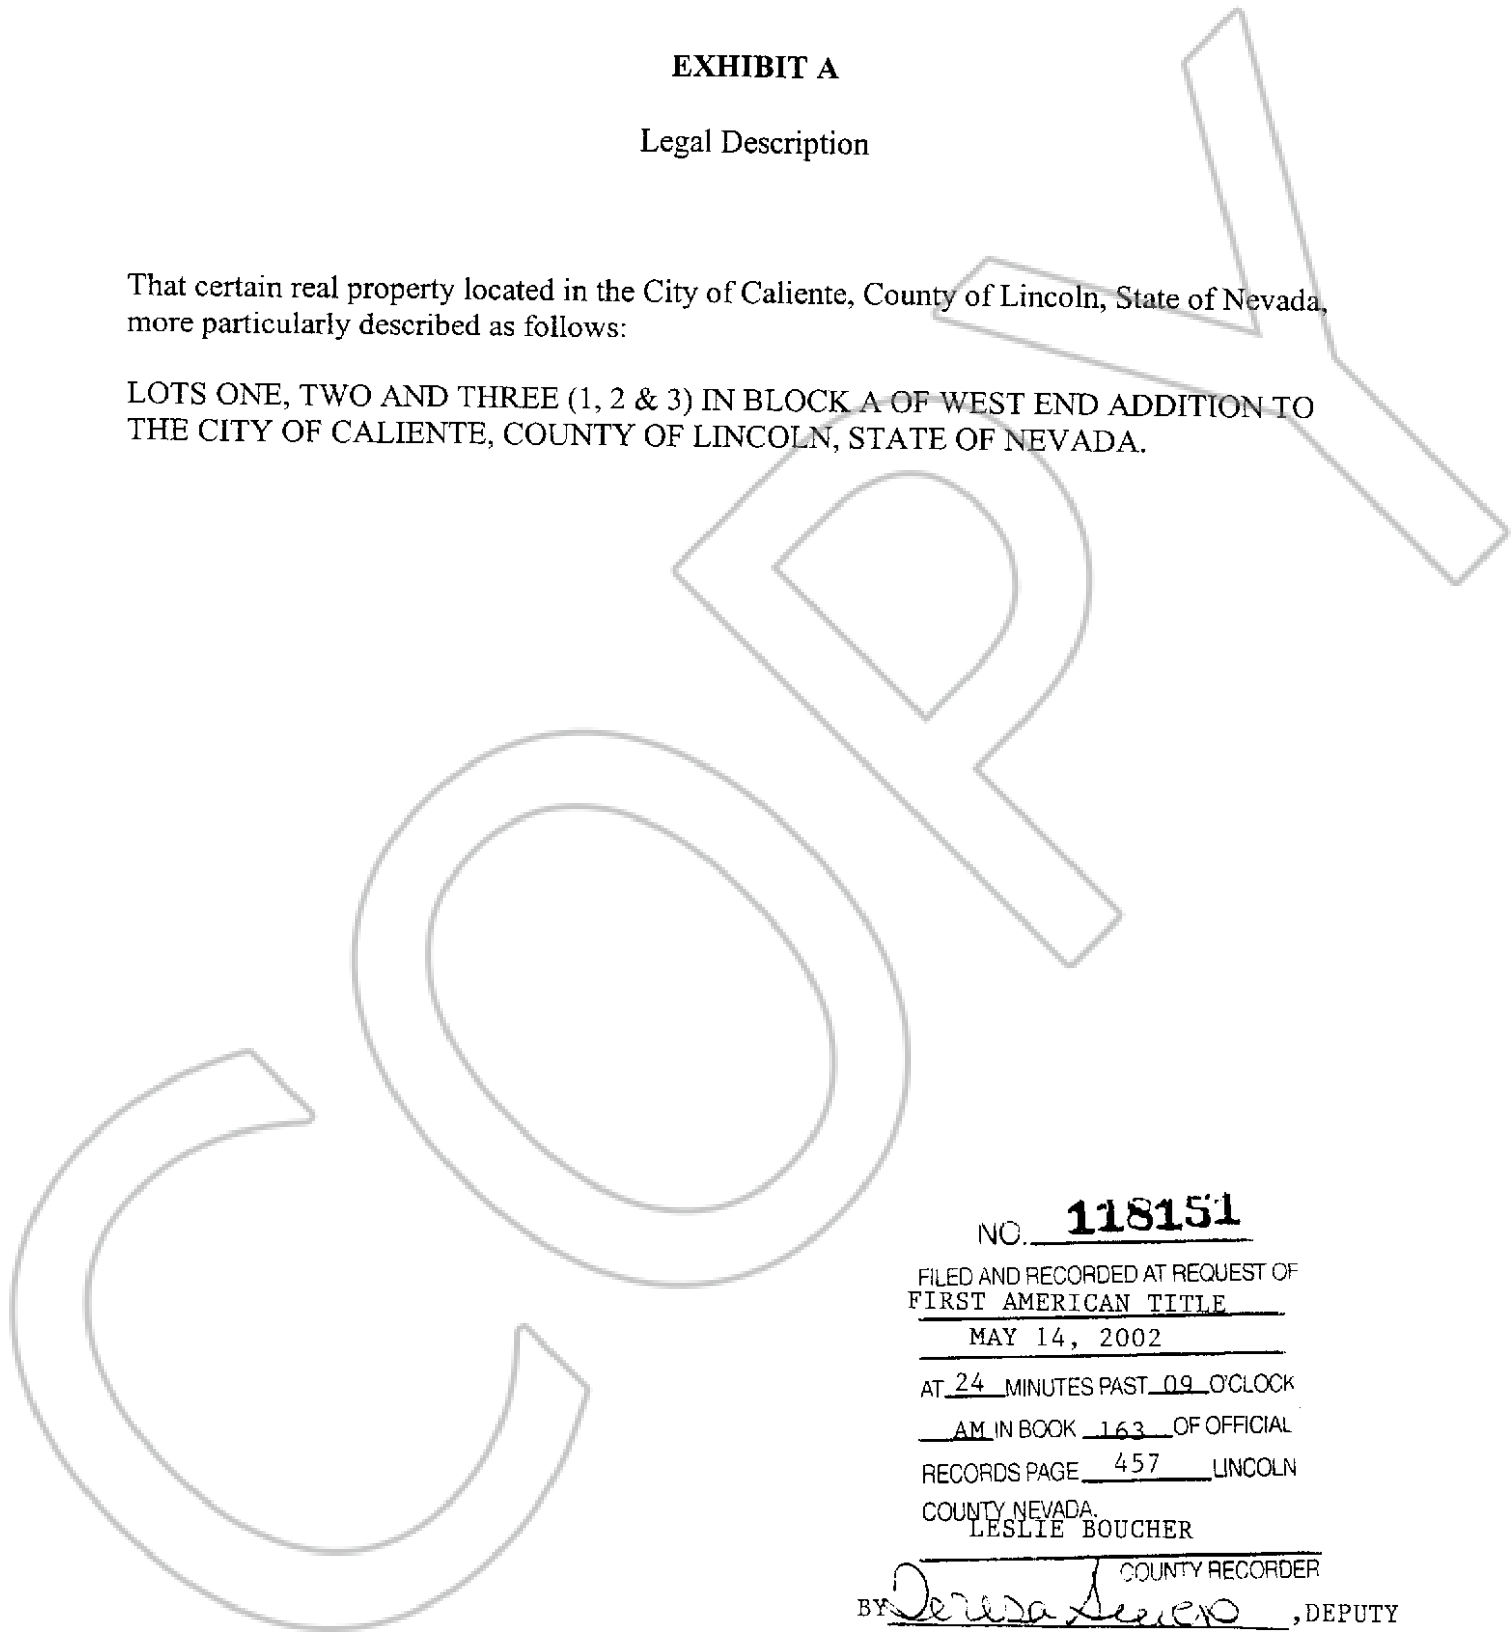 EXHIBIT A
Legal Description
That certain real property located in the City of Caliente, County of Lincoln, State of Nevada,
more particularly described as follows:
LOTS ONE, TWO AND THREE (1, 2 & 3) IN BLOCK A OF WEST END ADDITION TO
THE CITY OF CALIENTE, COUNTY OF LINCOLN, STATE OF NEVADA.
COPY
NO. 118151
FILED AND RECORDED AT REQUEST OF
FIRST AMERICAN TITLE
MAY 14, 2002
AT 24 MINUTES PAST 09 O'CLOCK
AM IN BOOK 163 OF OFFICIAL
RECORDS PAGE 457 LINCOLN
COUNTY NEVADA.
LESLIE BOUCHER
COUNTY RECORDER
BY , DEPUTY